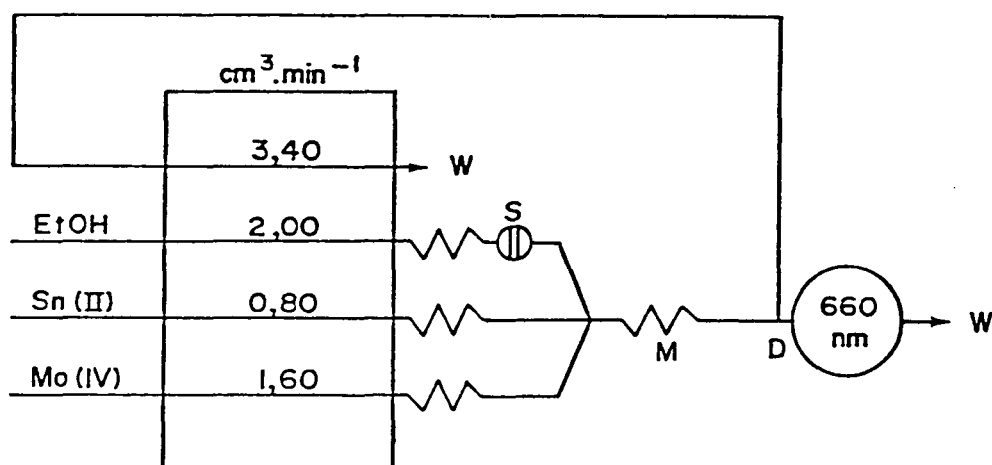 cm³.min⁻¹
3,40
W
EtOH
2,00
S
Sn (II)
0,80
Mo (IV)
1,60
M
D
660
nm
W